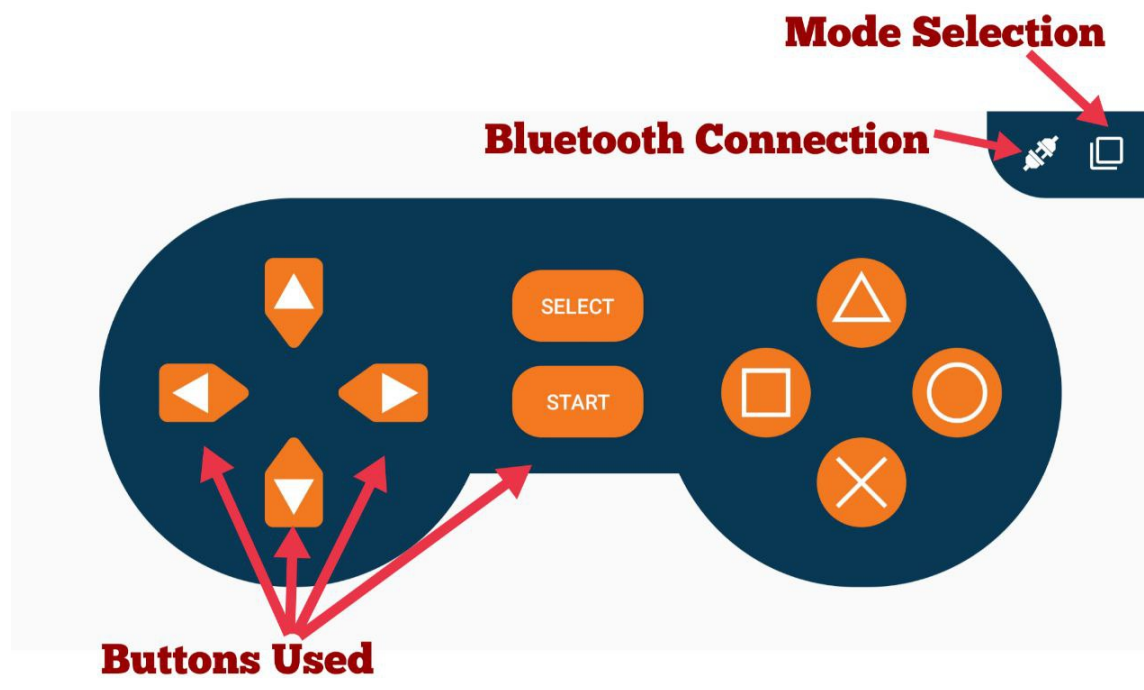 Mode Selection
Bluetooth Connection
SELECT
START
Buttons Used